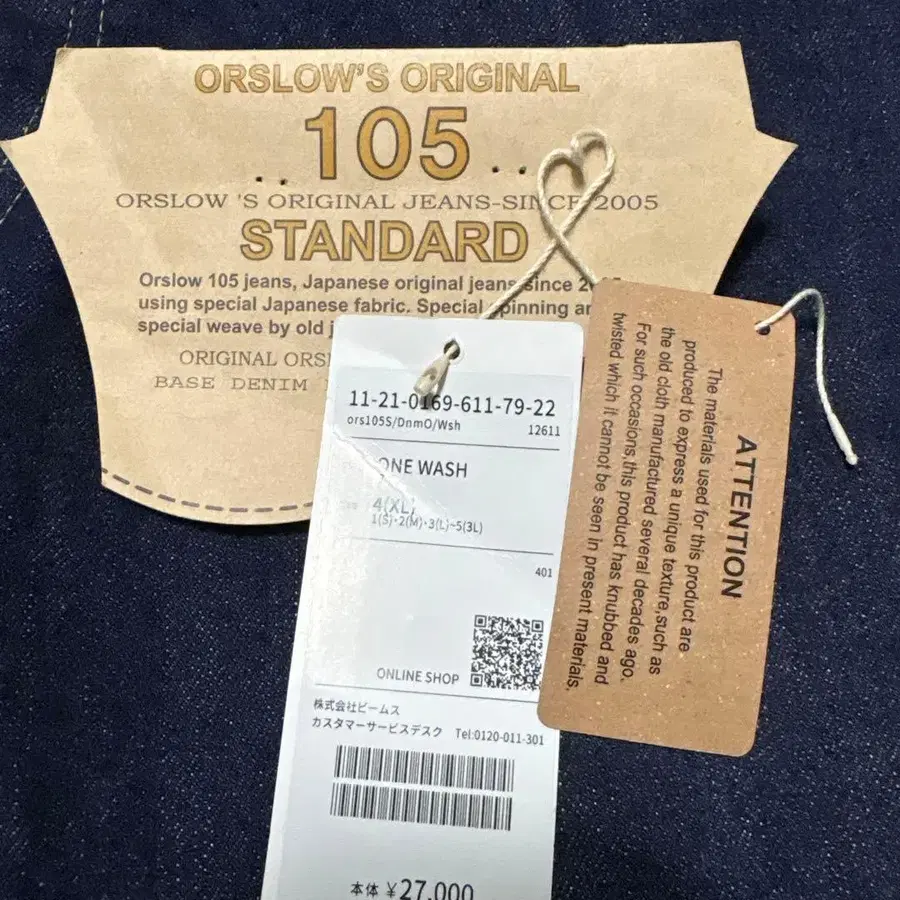 ORSLOW'S ORIGINAL
105
ORSLOW 'S ORIGINAL JEANS-SINCE 2005
STANDARD
Orslow 105 jeans, Japanese original jeans since
using special Japanese fabric. Special spinning
special weave by old
ORIGINAL
BASE DENIM
11-21-0169-611-79-22
ors105S/DnmO/Wsh 12611
ONE WASH
4(XL)
1(S)・2(M)・3(L)~5(3L)
401
ONLINE SHOP
株式会社ビームス
カスタマーサービスデスク Tel:0120-011-301
本体 ¥27,000
ATTENTION
The materials used for this product are
produced to express a unique texture,such as
the old cloth manufactured several decades ago.
For such occasions,this product has knubbed and
twisted which it cannot be seen in present materials.